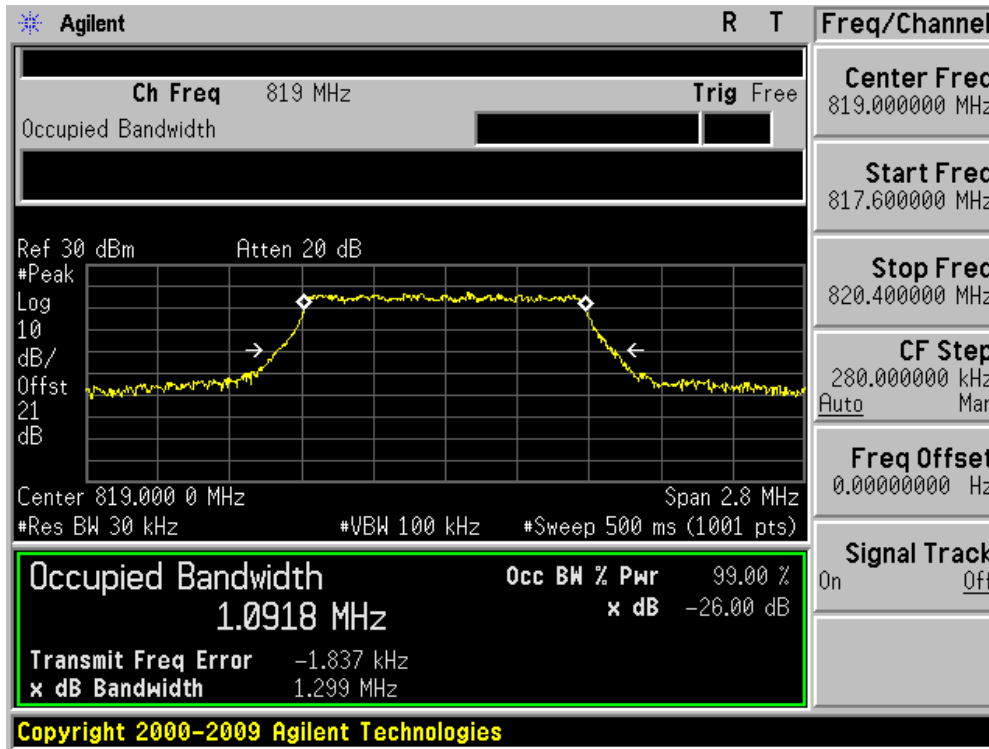 Agilent R T
Freq/Channel
Ch Freq 819 MHz Trig Free
Occupied Bandwidth
Center Freq
819.000000 MHz
Start Freq
817.600000 MHz
Stop Freq
820.400000 MHz
CF Step
280.000000 kHz
Auto Man
Freq Offset
0.00000000 Hz
Signal Track
On Off
Ref 30 dBm Atten 20 dB
#Peak
Log
10
dB/
Offst
21
dB
Center 819.000 0 MHz Span 2.8 MHz
#Res BW 30 kHz #VBW 100 kHz #Sweep 500 ms (1001 pts)
Occupied Bandwidth Occ BW % Pwr 99.00 %
1.0918 MHz x dB -26.00 dB
Transmit Freq Error -1.837 kHz
x dB Bandwidth 1.299 MHz
Copyright 2000-2009 Agilent Technologies